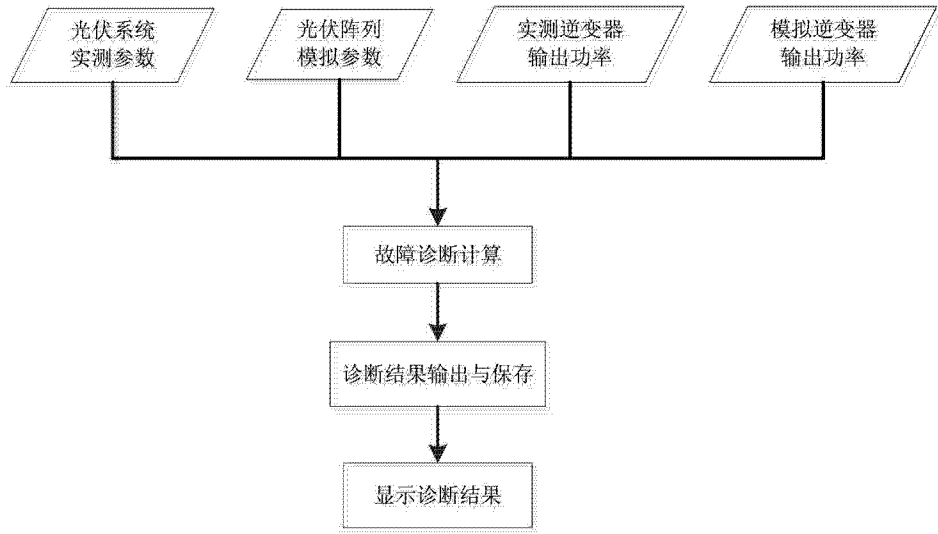 光伏系统
实测参数
光伏阵列
模拟参数
实测逆变器
输出功率
模拟逆变器
输出功率
故障诊断计算
诊断结果输出与保存
显示诊断结果